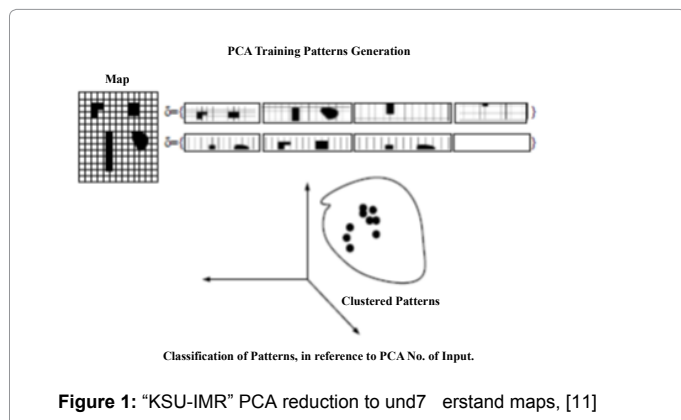 PCA Training Patterns Generation
Map
Clustered Patterns
Classification of Patterns, in reference to PCA No. of Input.
Figure 1: “KSU-IMR” PCA reduction to und7 erstand maps, [11]